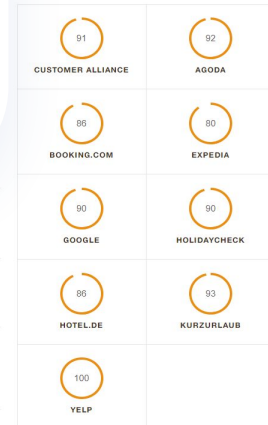 91
92
CUSTOMER ALLIANCE
AGODA
86
80
BOOKING.COM
EXPEDIA
90
90
GOOGLE
HOLIDAYCHECK
86
93
HOTEL.DE
KURZURLAUB
100
YELP